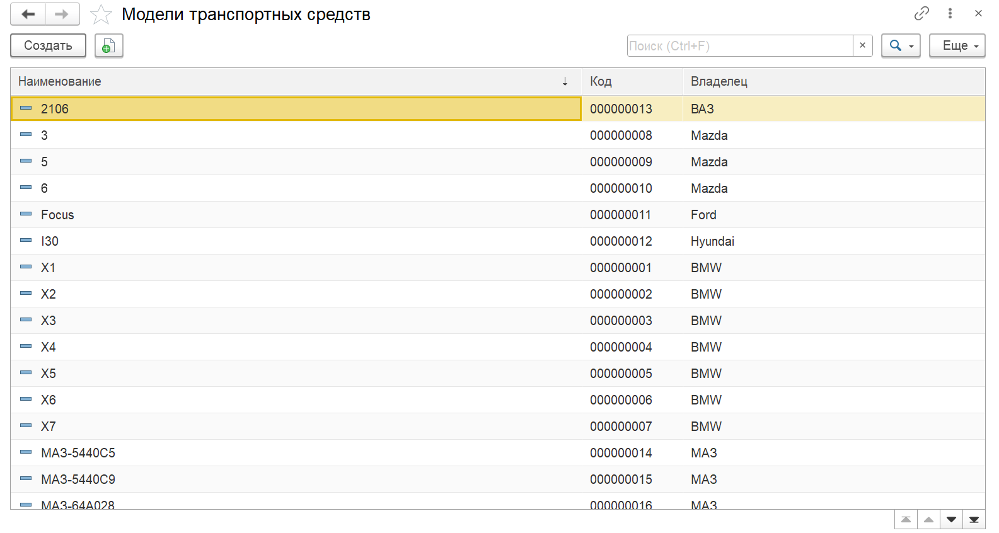 Модели транспортных средств
Создать Поиск (Ctrl+F) × Еще
Наименование ↓ Код Владелец
2106 000000013 ВАЗ
3 000000008 Mazda
5 000000009 Mazda
6 000000010 Mazda
Focus 000000011 Ford
I30 000000012 Hyundai
X1 000000001 BMW
X2 000000002 BMW
X3 000000003 BMW
X4 000000004 BMW
X5 000000005 BMW
X6 000000006 BMW
X7 000000007 BMW
МАЗ-5440С5 000000014 МАЗ
МАЗ-5440С9 000000015 МАЗ
МАЗ-64А028 000000016 МАЗ